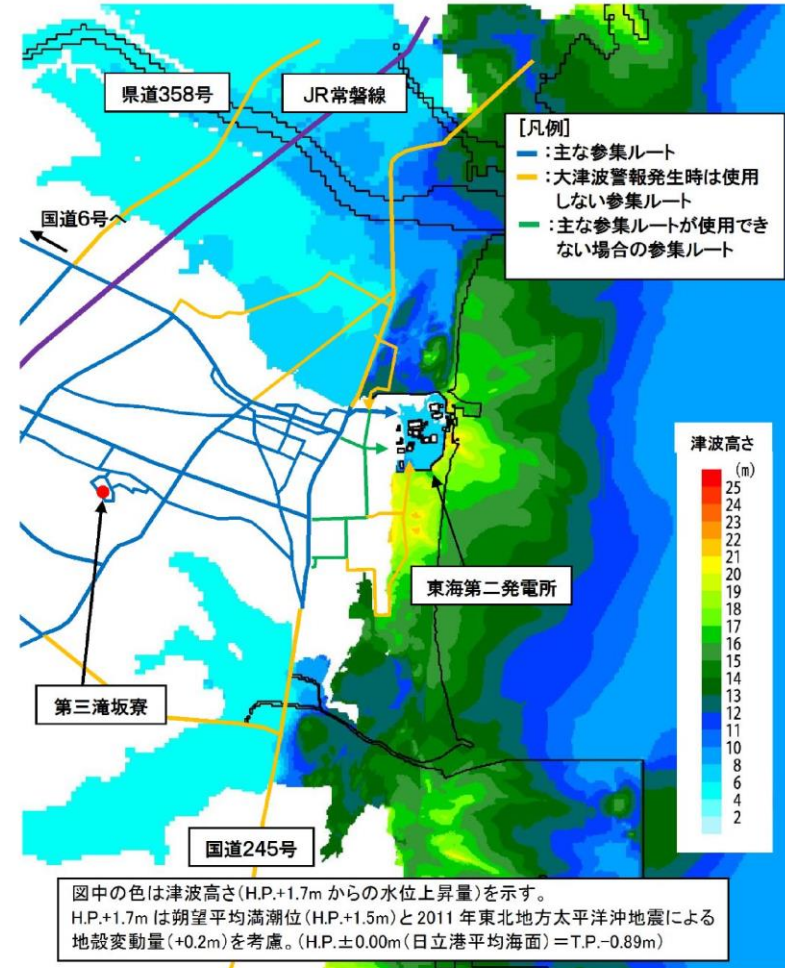 県道358号
JR常磐線
[凡例]
:主な参集ルート
:大津波警報発生時は使用
しない参集ルート
:主な参集ルートが使用でき
ない場合の参集ルート
国道6号へ
津波高さ
(m)
25
24
23
22
21
20
19
18
17
16
15
14
13
12
11
10
8
6
4
2
東海第二発電所
第三滝坂寮
国道245号
図中の色は津波高さ(H.P.+1.7m からの水位上昇量)を示す。
H.P.+1.7m は朔望平均満潮位(H.P.+1.5m)と2011年東北地方太平洋沖地震による
地殻変動量(+0.2m)を考慮。(H.P.±0.00m(日立港平均海面)=T.P.-0.89m)